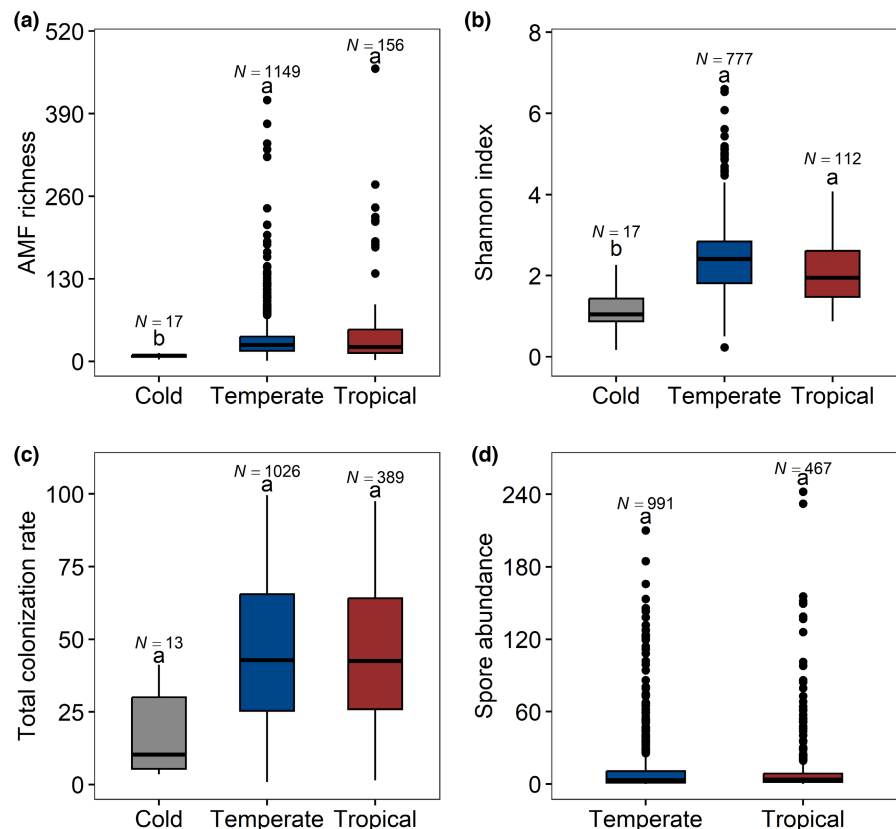 (a)
AMF richness
520
390
260
130
0
N = 17
b
N = 1149
a
N = 156
a
Cold Temperate Tropical
(b)
Shannon index
8
6
4
2
0
N = 17
b
N = 777
a
N = 112
a
Cold Temperate Tropical
(c)
Total colonization rate
100
75
50
25
0
N = 13
a
N = 1026
a
N = 389
a
Cold Temperate Tropical
(d)
Spore abundance
240
180
120
60
0
N = 991
a
N = 467
a
Temperate Tropical